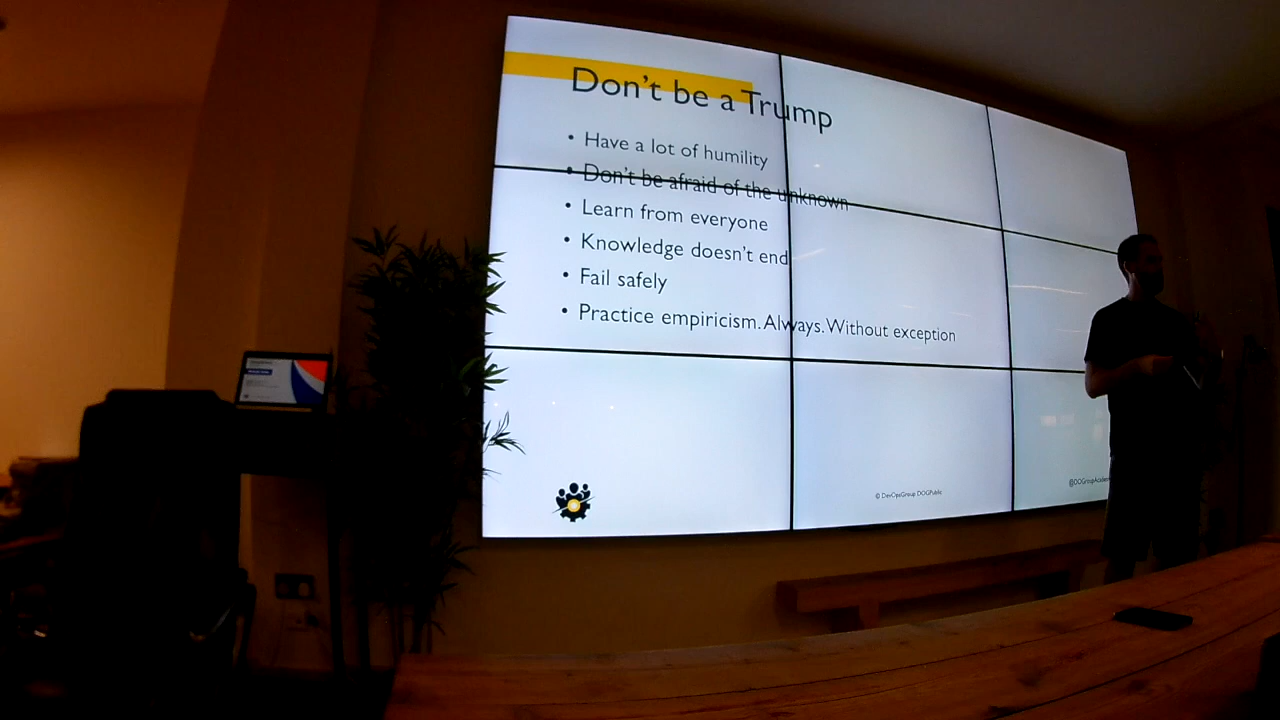 Don't be a Trump
• Have a lot of humility
• Don't be afraid of the unknown
• Learn from everyone
• Knowledge doesn't end
• Fail safely
• Practice empiricism. Always. Without exception
© DevOpsGroup DOGPublic